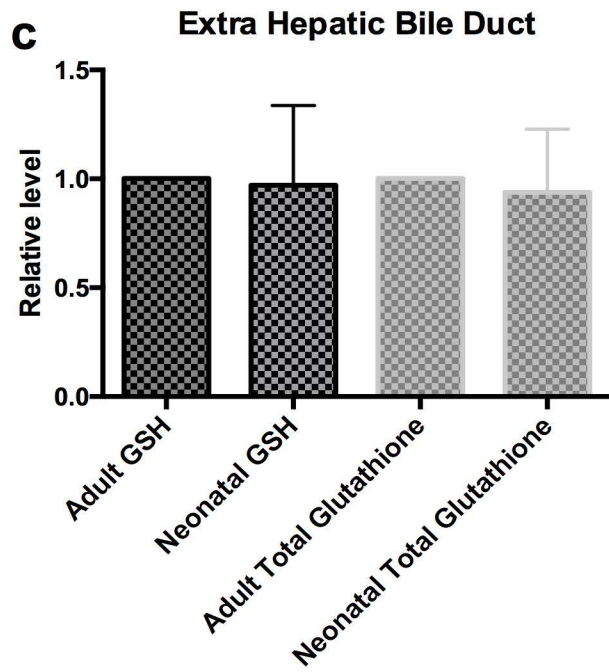 C
Extra Hepatic Bile Duct
Relative level
1.5
1.0
0.5
0.0
Adult GSH
Neonatal GSH
Adult Total Glutathione
Neonatal Total Glutathione